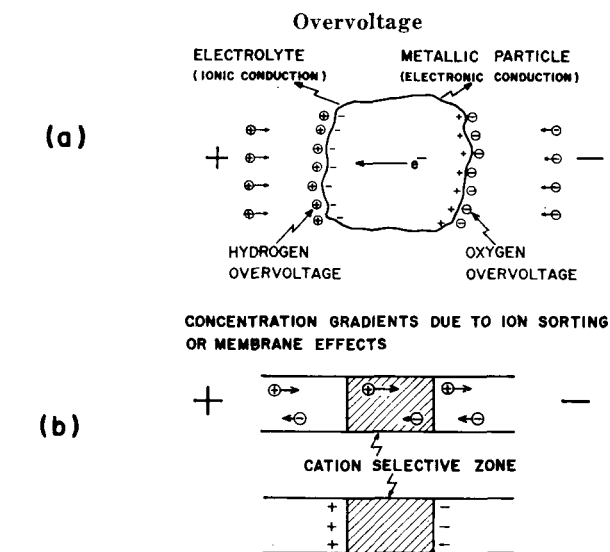 Overvoltage
ELECTROLYTE
(IONIC CONDUCTION)
METALLIC PARTICLE
(ELECTRONIC CONDUCTION)
(a)
+
e⁻
—
HYDROGEN
OVERVOLTAGE
OXYGEN
OVERVOLTAGE
CONCENTRATION GRADIENTS DUE TO ION SORTING
OR MEMBRANE EFFECTS
(b)
+
—
CATION SELECTIVE ZONE